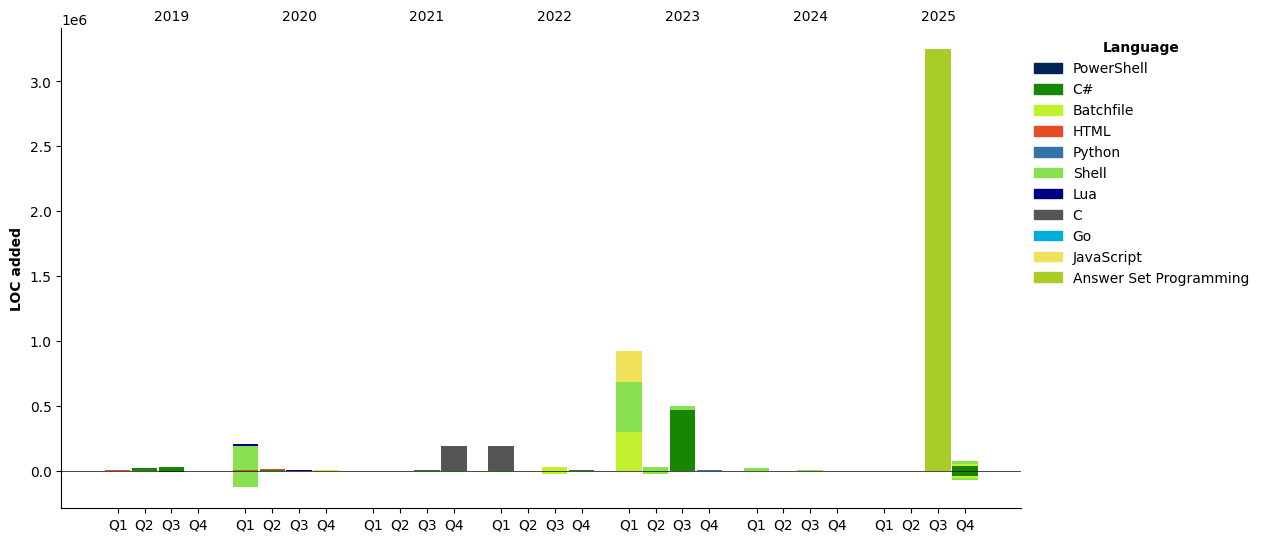 1e6
2019 2020 2021 2022 2023 2024 2025
Language
PowerShell
C#
Batchfile
HTML
Python
Shell
Lua
C
Go
JavaScript
Answer Set Programming
LOC added
3.0
2.5
2.0
1.5
1.0
0.5
0.0
Q1 Q2 Q3 Q4 Q1 Q2 Q3 Q4 Q1 Q2 Q3 Q4 Q1 Q2 Q3 Q4 Q1 Q2 Q3 Q4 Q1 Q2 Q3 Q4 Q1 Q2 Q3 Q4